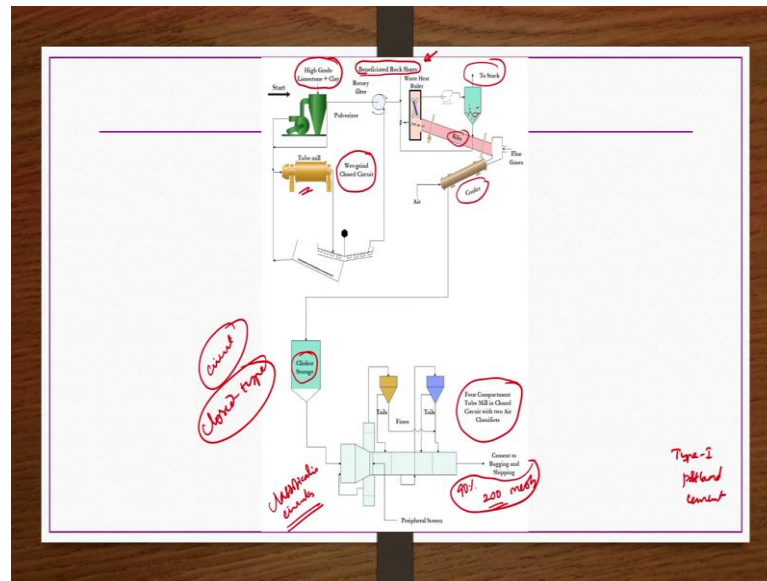 High Grade
Limestone + Clay
Start
Pulverizer
Rotary
filter
Beneficiated Rock Slurry
Waste Heat
Boiler
To Stack
Kiln
Flue
Gases
Cooler
Air
Tube mill
Wet-grind
Closed Circuit
Clinker
Storage
circuit
Closed-type
Tails
Fines
Tails
Four Compartment
Tube Mill in Closed
Circuit with two Air
Classifiers
Cement to
Bagging and
Shipping
90%
200 mesh
Peripheral Screen
circuits
Type-I
portland
cement